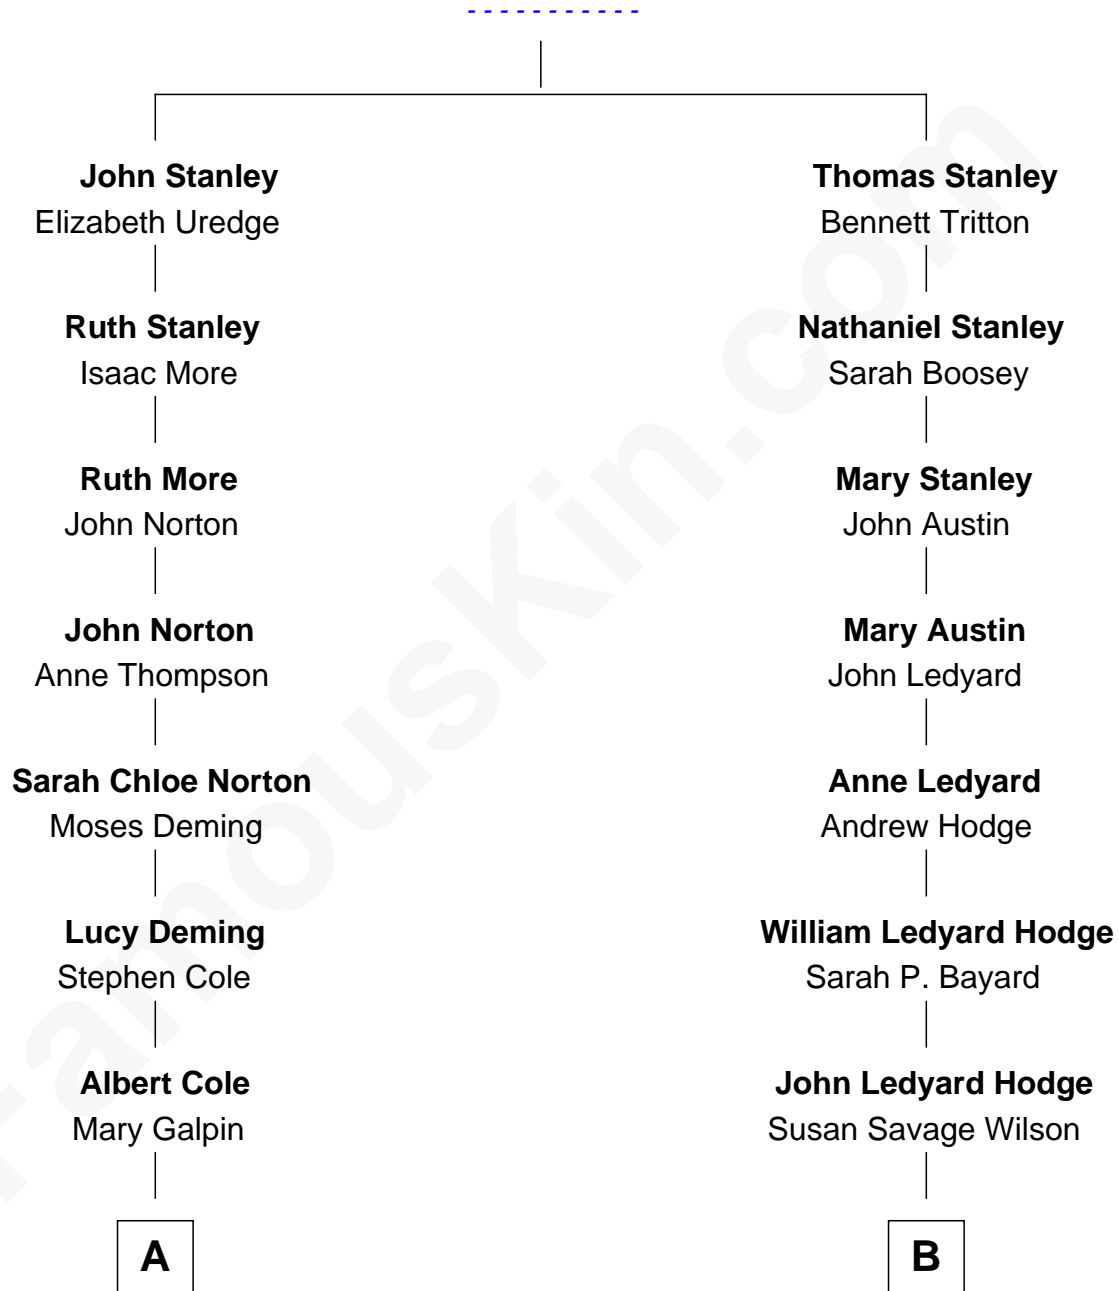 - - - - - - - - - - -
John Stanley
Elizabeth Uredge
Thomas Stanley
Bennett Tritton
Ruth Stanley
Isaac More
Nathaniel Stanley
Sarah Boosey
Ruth More
John Norton
Mary Stanley
John Austin
John Norton
Anne Thompson
Mary Austin
John Ledyard
Sarah Chloe Norton
Moses Deming
Anne Ledyard
Andrew Hodge
Lucy Deming
Stephen Cole
William Ledyard Hodge
Sarah P. Bayard
Albert Cole
Mary Galpin
John Ledyard Hodge
Susan Savage Wilson
A
B
FamousKin.com